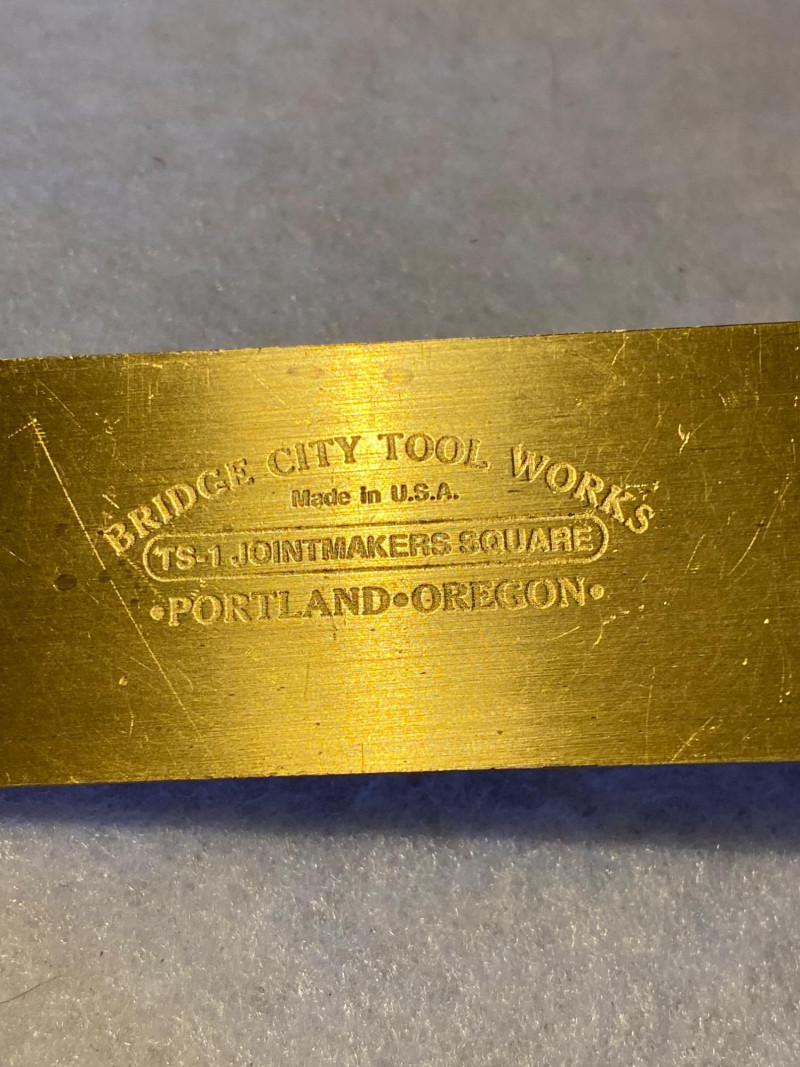 BRIDGE CITY TOOL WORKS
Made in U.S.A.
TS-1 JOINTMAKERS SQUARE
•PORTLAND•OREGON•